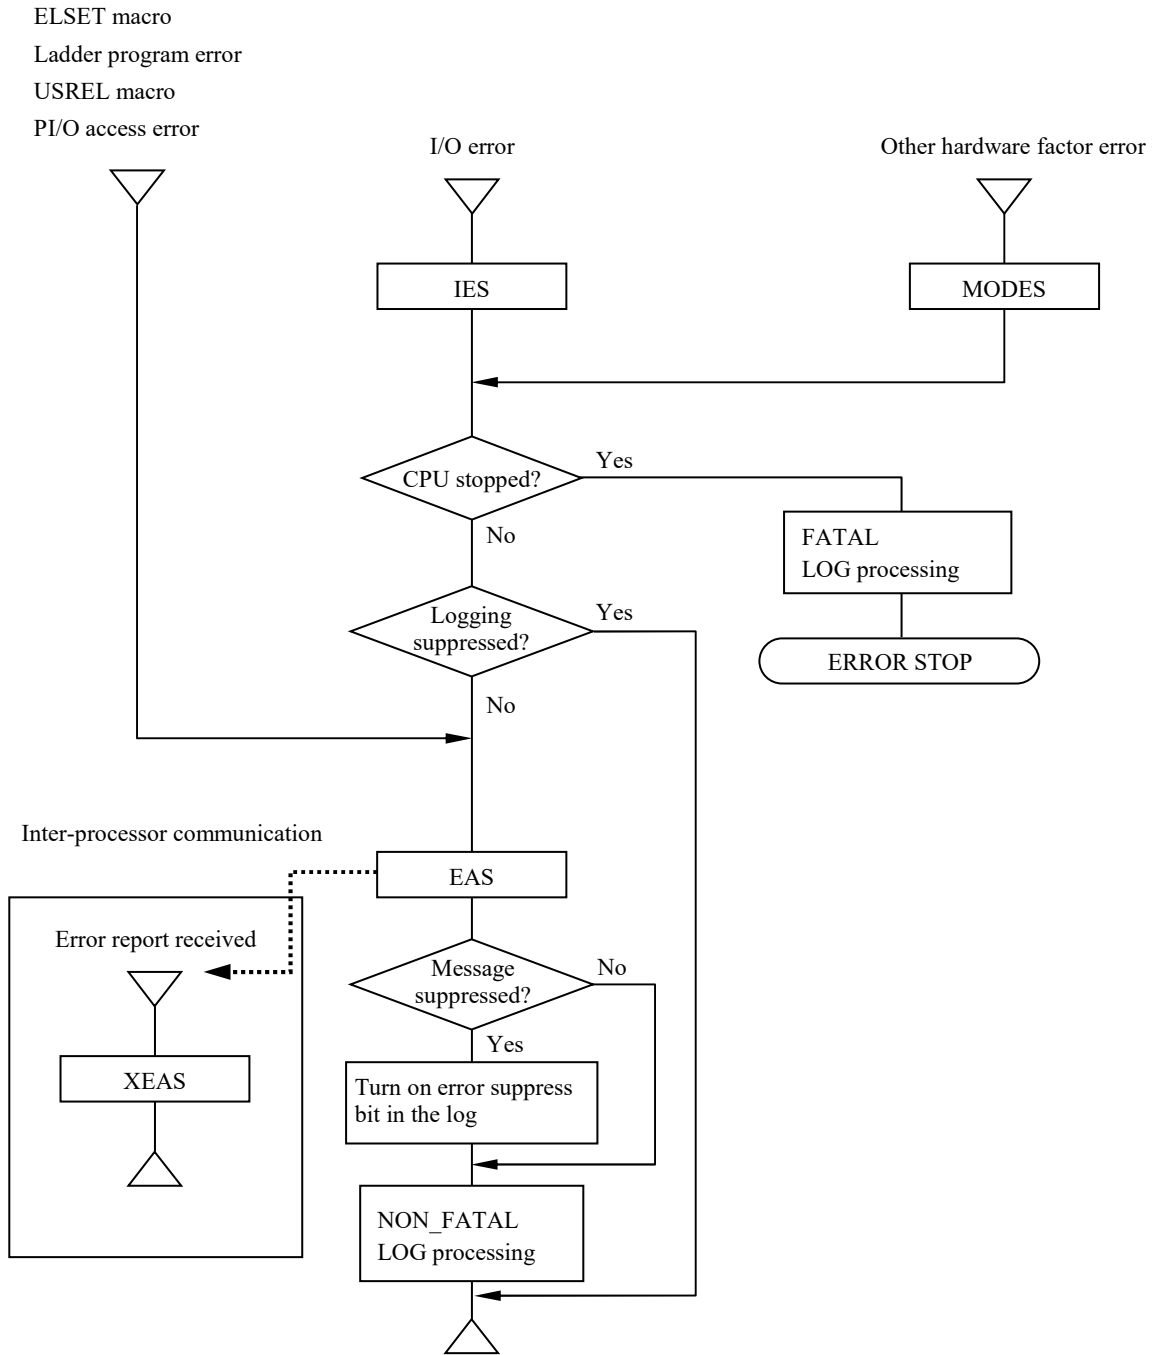 ELSET macro
Ladder program error
USREL macro
PI/O access error
I/O error
Other hardware factor error
IES
MODES
CPU stopped?
Yes
No
FATAL
LOG processing
Logging
suppressed?
Yes
ERROR STOP
No
Inter-processor communication
EAS
Error report received
Message
suppressed?
No
Yes
XEAS
Turn on error suppress
bit in the log
NON_FATAL
LOG processing